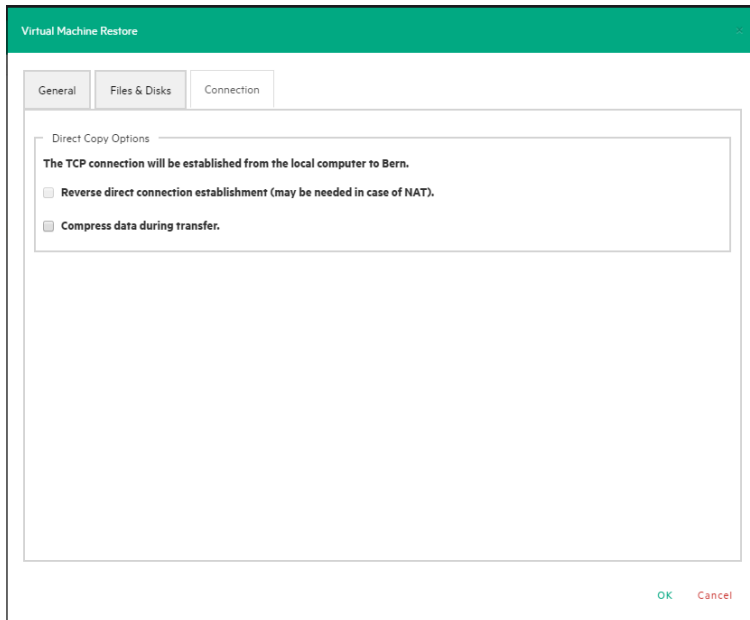 Virtual Machine Restore
General
Files & Disks
Connection
Direct Copy Options
The TCP connection will be established from the local computer to Bern.
Reverse direct connection establishment (may be needed in case of NAT).
Compress data during transfer.
OK
Cancel